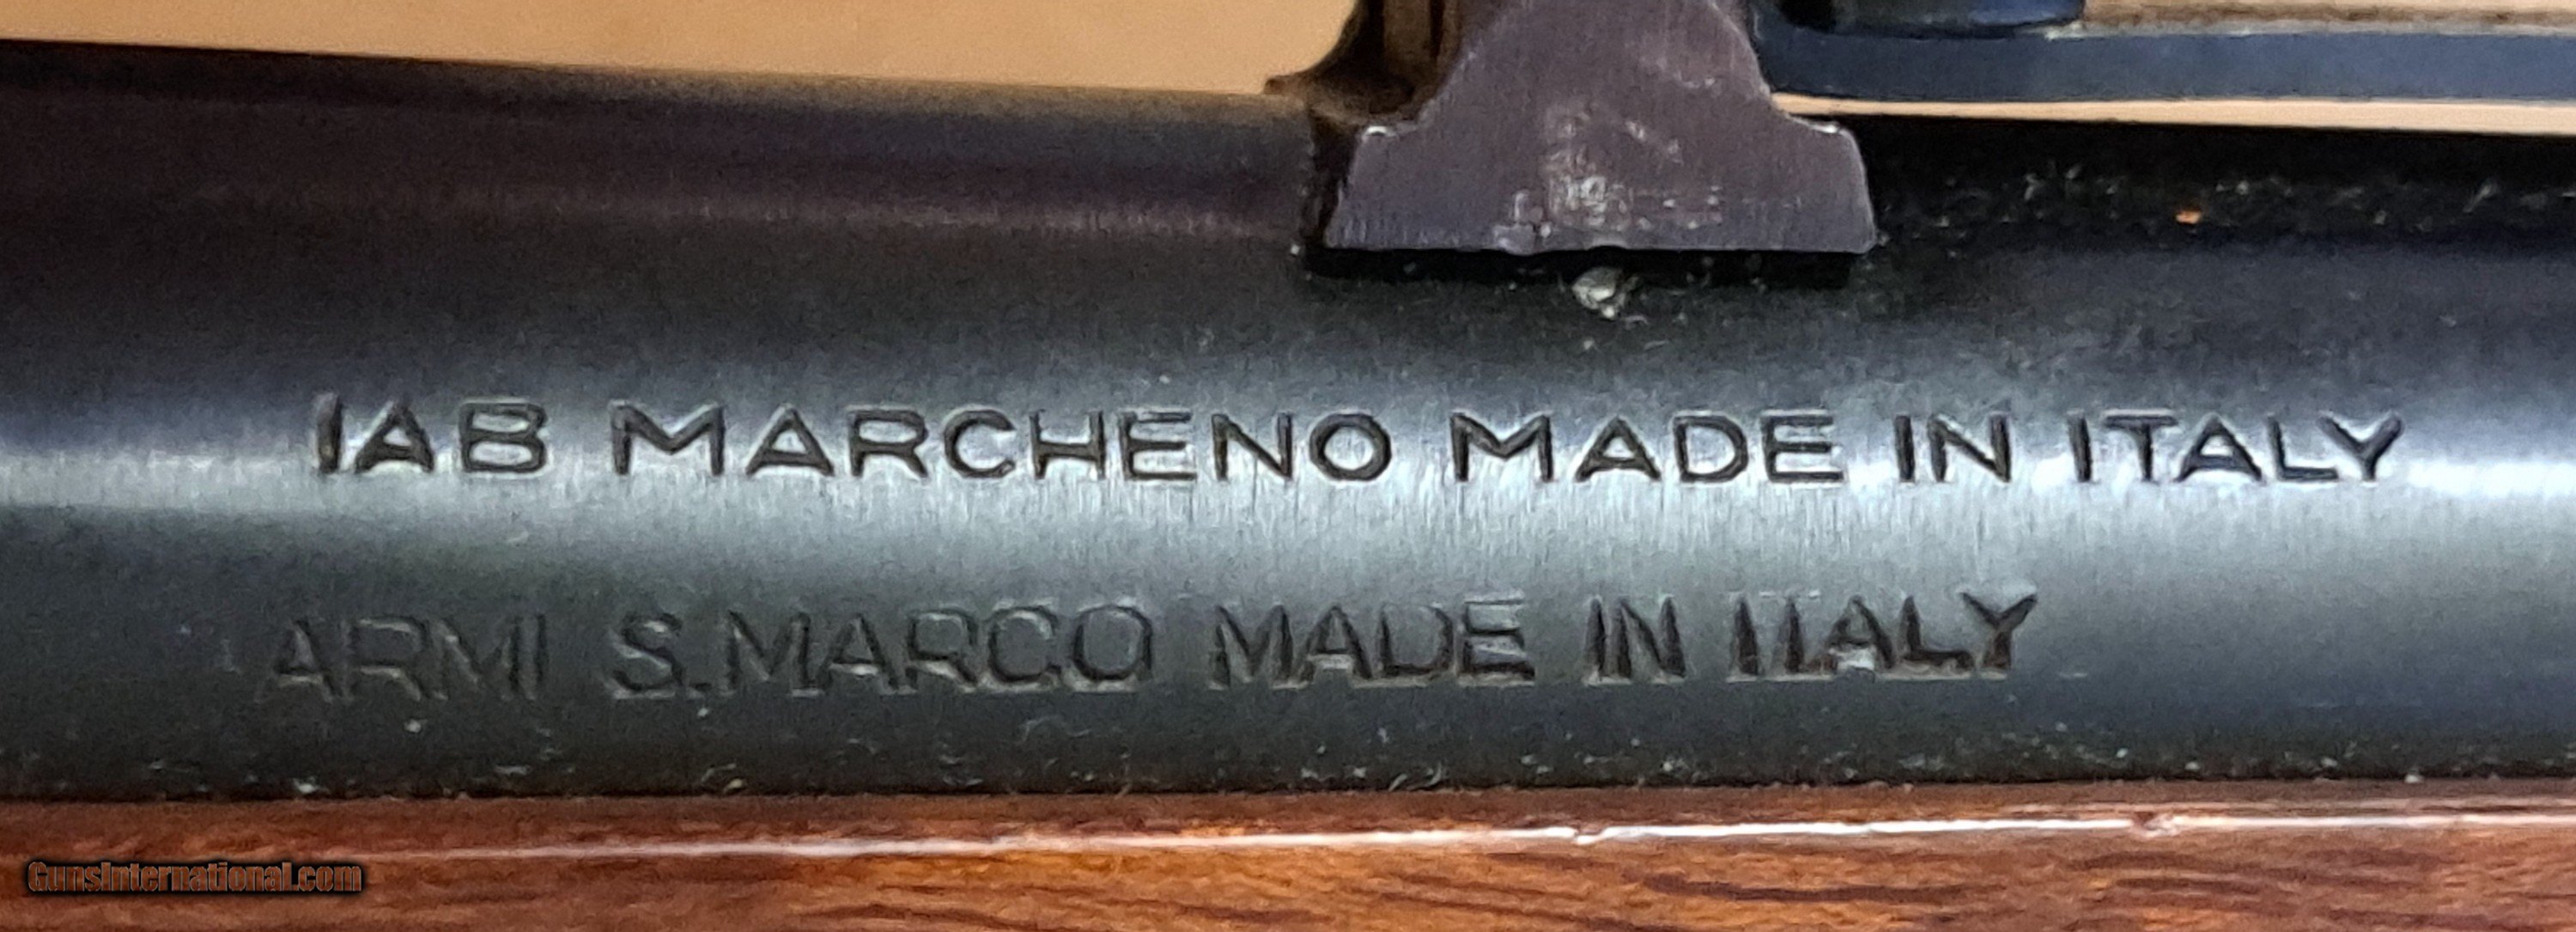 IAB MARCHENO MADE IN ITALY
ARMI S.MARCO MADE IN ITALY
GunsInternational.com